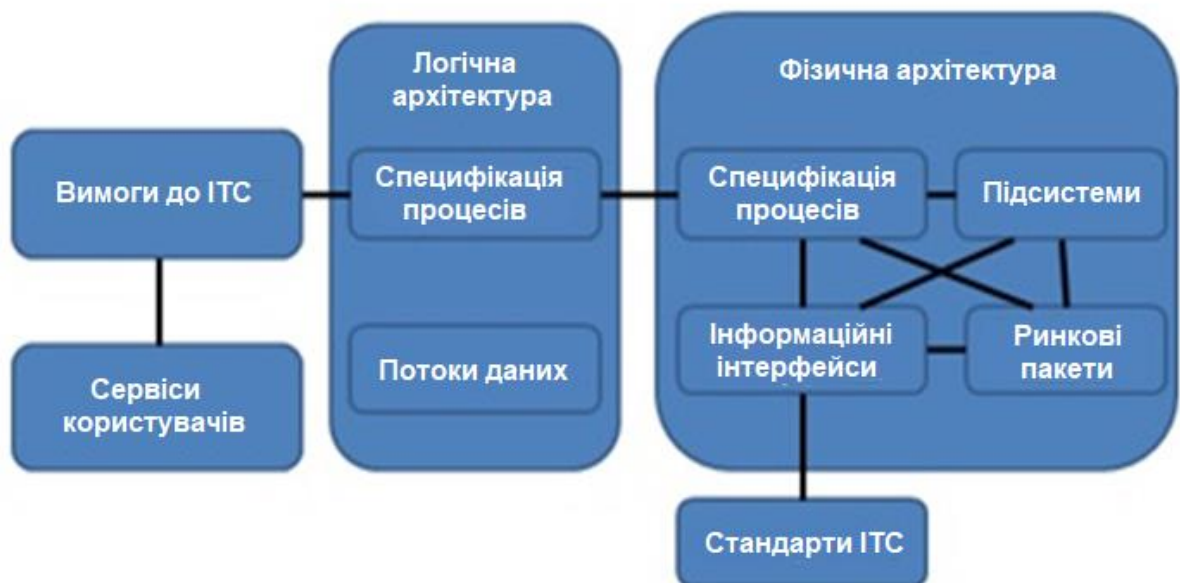 Логічна
архітектура
Фізична архітектура
Вимоги до ІТС
Специфікація
процесів
Специфікація
процесів
Підсистеми
Сервіси
користувачів
Потоки даних
Інформаційні
інтерфейси
Ринкові
пакети
Стандарти ІТС